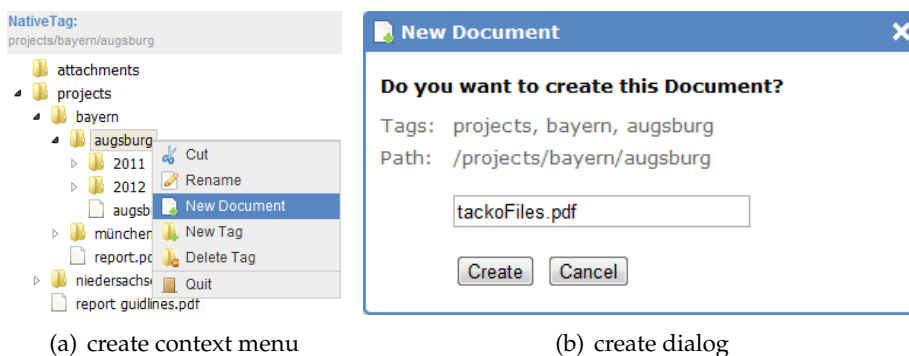 NativeTag:
projects/bayern/augsburg
attachments
projects
bayern
augsburg
2011
2012
augsb
münchen
report.pd
niedersachse
report guidlines.pdf
Cut
Rename
New Document
New Tag
Delete Tag
Quit
(a) create context menu
New Document
Do you want to create this Document?
Tags: projects, bayern, augsburg
Path: /projects/bayern/augsburg
tackoFiles.pdf
Create Cancel
(b) create dialog